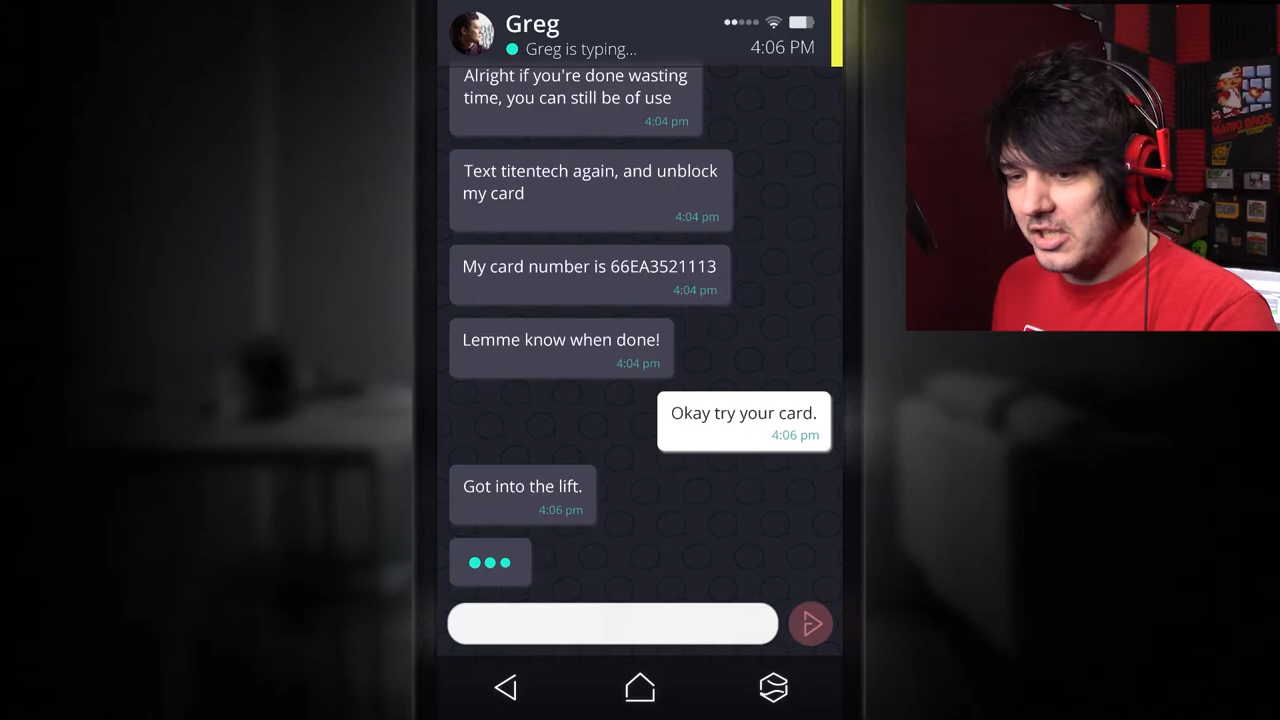 Greg
Greg is typing...
4:06 PM
Alright if you're done wasting
time, you can still be of use
4:04 pm
Text titentech again, and unblock
my card
4:04 pm
My card number is 66EA3521113
4:04 pm
Lemme know when done!
4:04 pm
Okay try your card.
4:06 pm
Got into the lift.
4:06 pm
MARIO BROS.